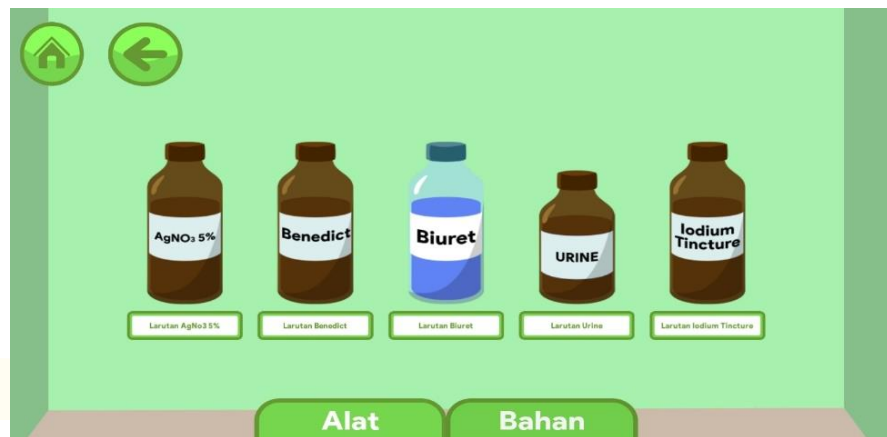 AgNO₃ 5%
Benedict
Biuret
URINE
Iodium
Tincture
Larutan AgNo3 5%
Larutan Benedict
Larutan Biuret
Larutan Urine
Larutan Iodium Tincture
Alat
Bahan